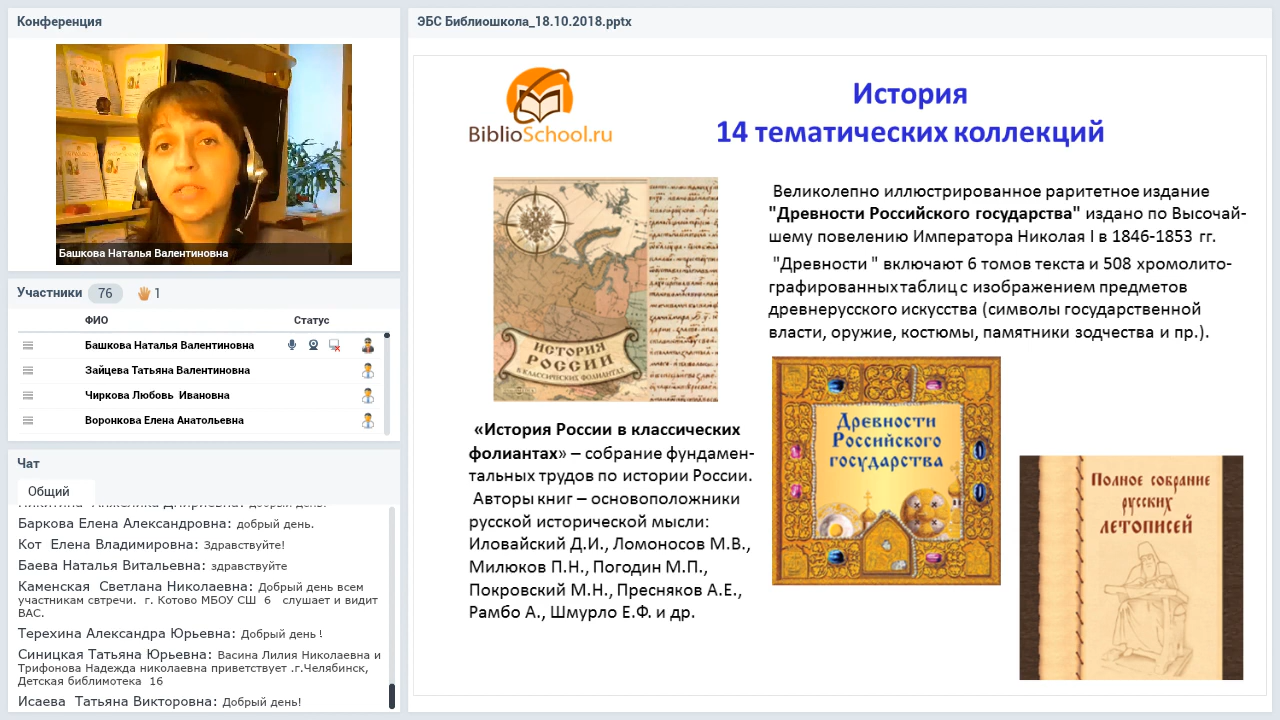 Конференция
Башкова Наталья Валентиновна
Участники 76 1
ФИО Статус
Башкова Наталья Валентиновна
Зайцева Татьяна Валентиновна
Чиркова Любовь Ивановна
Воронкова Елена Анатольевна
Чат
Общий
Баркова Елена Александровна: добрый день.
Кот Елена Владимировна: Здравствуйте!
Баева Наталья Витальевна: здравствуйте
Каменская Светлана Николаевна: Добрый день всем
участникам свтречи. г. Котово МБОУ СШ 6 слушает и видит
ВАС.
Терехина Александра Юрьевна: Добрый день !
Синицкая Татьяна Юрьевна: Васина Лилия Николаевна и
Трифонова Надежда николаевна приветствует .г.Челябинск,
Детская библимотека 16
Исаева Татьяна Викторовна: Добрый день!
ЭБС Библиошкола_18.10.2018.pptx
BiblioSchool.ru
История
14 тематических коллекций
ИСТОРИЯ
РОССИИ
В КЛАССИЧЕСКИХ ФОЛИАНТАХ
«История России в классических
фолиантах» – собрание фундамен-
тальных трудов по истории России.
Авторы книг – основоположники
русской исторической мысли:
Иловайский Д.И., Ломоносов М.В.,
Милюков П.Н., Погодин М.П.,
Покровский М.Н., Пресняков А.Е.,
Рамбо А., Шмурло Е.Ф. и др.
Великолепно иллюстрированное раритетное издание
"Древности Российского государства" издано по Высочай-
шему повелению Императора Николая I в 1846-1853 гг.
"Древности " включают 6 томов текста и 508 хромолито-
графированных таблиц с изображением предметов
древнерусского искусства (символы государственной
власти, оружие, костюмы, памятники зодчества и пр.).
Древности
Российского
государства
Полное собрание
русских
летописей